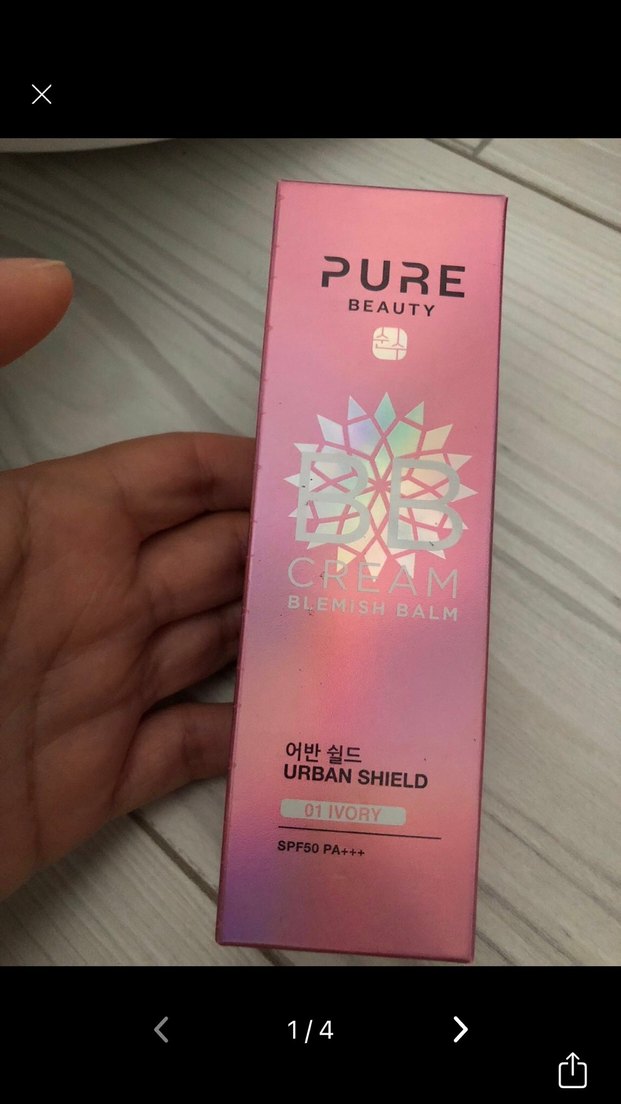 PURE
BEAUTY
순수
BB
CREAM
BLEMISH BALM
어반 쉴드
URBAN SHIELD
01 IVORY
SPF50 PA+++
1/4